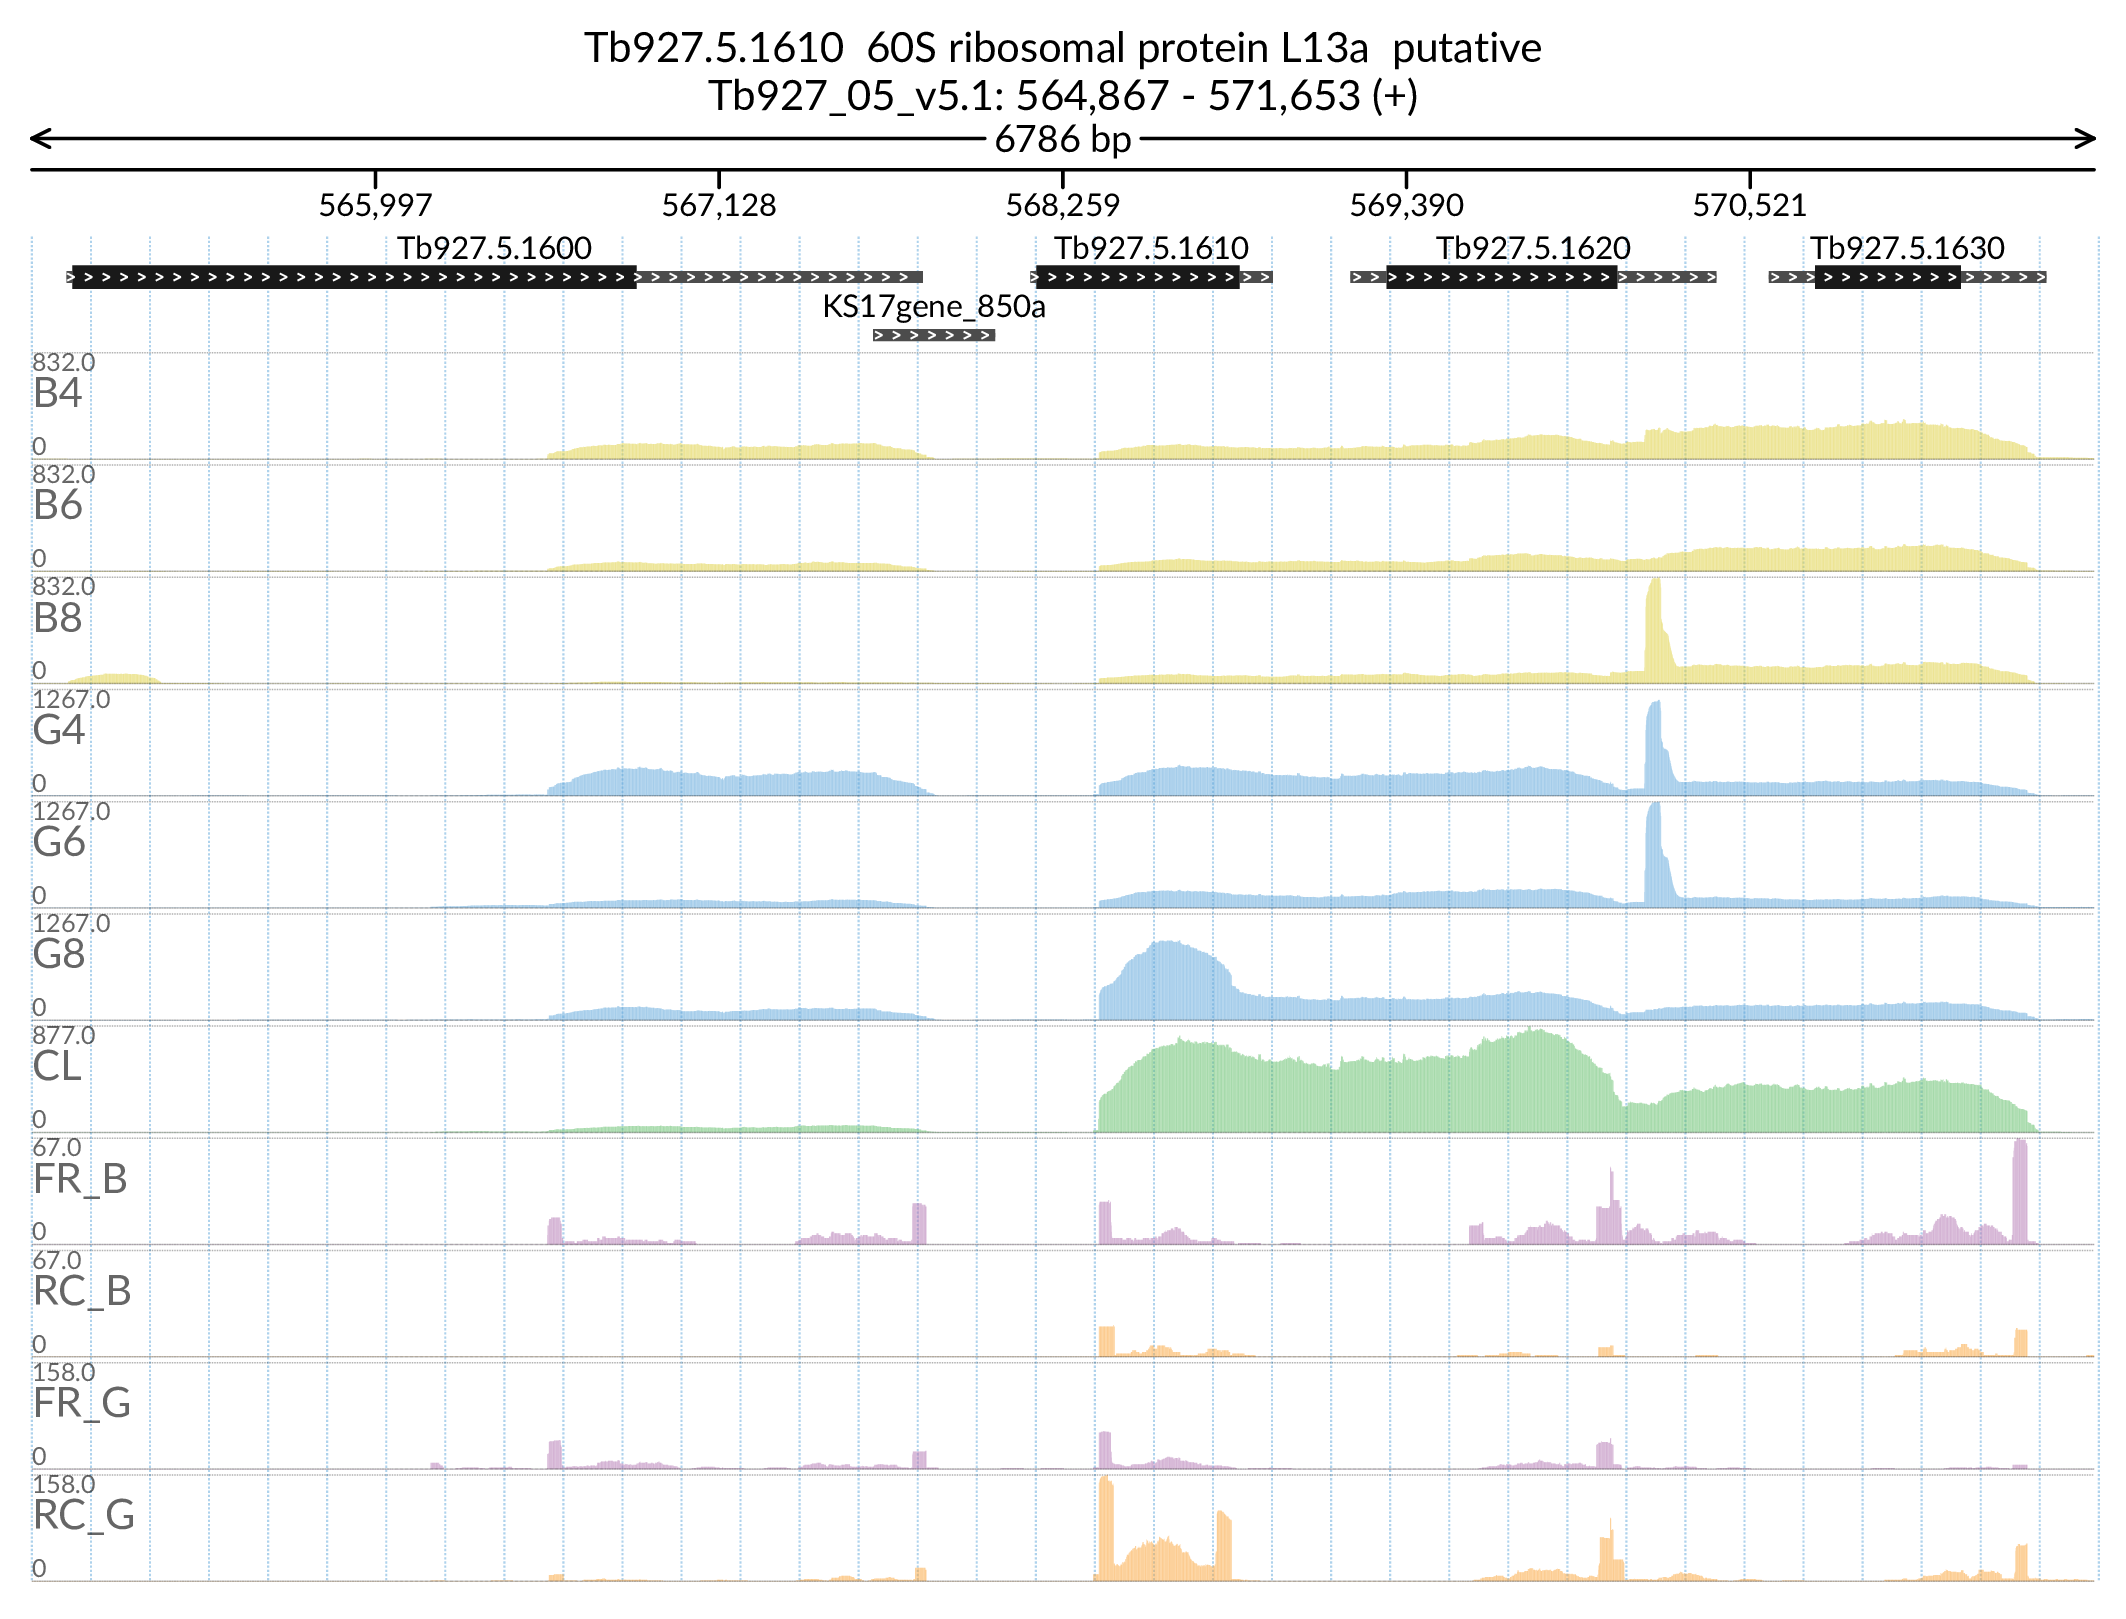 Tb927.5.1610  60S ribosomal protein L13a  putative
Tb927_05_v5.1: 564,867 - 571,653 (+)
6786 bp
565,997 567,128 568,259 569,390 570,521
Tb927.5.1600 Tb927.5.1610 Tb927.5.1620 Tb927.5.1630
KS17gene_850a
832.0
B4
0
832.0
B6
0
832.0
B8
0
1267.0
G4
0
1267.0
G6
0
1267.0
G8
0
877.0
CL
0
67.0
FR_B
0
67.0
RC_B
0
158.0
FR_G
0
158.0
RC_G
0